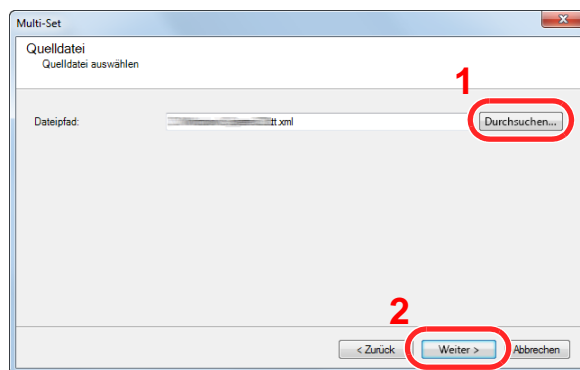 Multi-Set
Quelldatei
Quelldatei auswählen
1
Dateipfad:
tt.xml
Durchsuchen...
2
< Zurück
Weiter >
Abbrechen